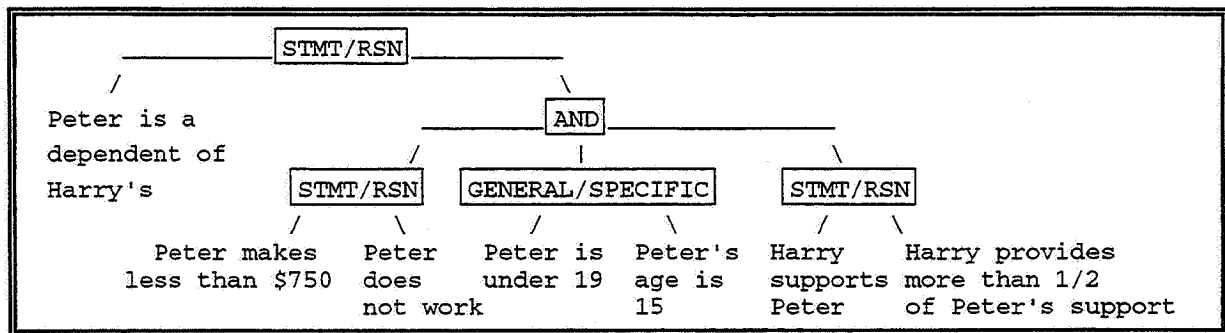 STMT/RSN
Peter is a
dependent of
Harry's
AND
STMT/RSN GENERAL/SPECIFIC STMT/RSN
Peter makes Peter Peter is Peter's Harry Harry provides
less than $750 does under 19 age is supports more than 1/2
not work 15 Peter of Peter's support